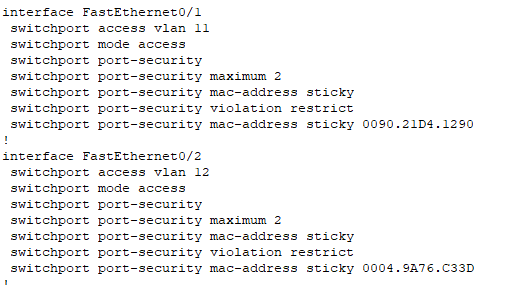 interface FastEthernet0/1
switchport access vlan 11
switchport mode access
switchport port-security
switchport port-security maximum 2
switchport port-security mac-address sticky
switchport port-security violation restrict
switchport port-security mac-address sticky 0090.21D4.1290
!
interface FastEthernet0/2
switchport access vlan 12
switchport mode access
switchport port-security
switchport port-security maximum 2
switchport port-security mac-address sticky
switchport port-security violation restrict
switchport port-security mac-address sticky 0004.9A76.C33D
!